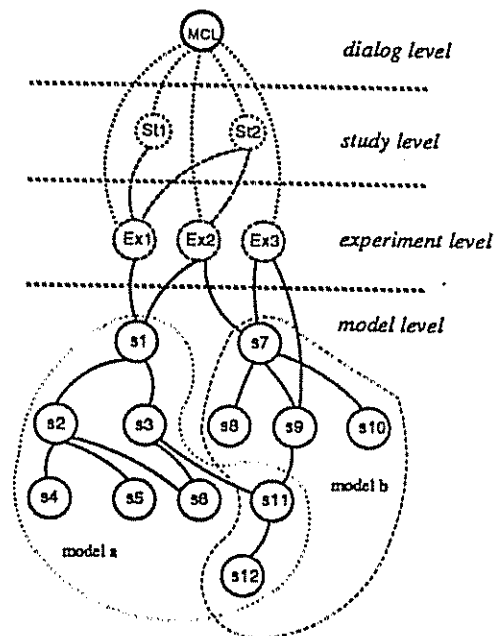 MCL
dialog level
St1 St2
study level
Ex1 Ex2 Ex3
experiment level
model level
s1 s7
s2 s3 s8 s9 s10
s4 s5 s6 s11 model b
model a
s12